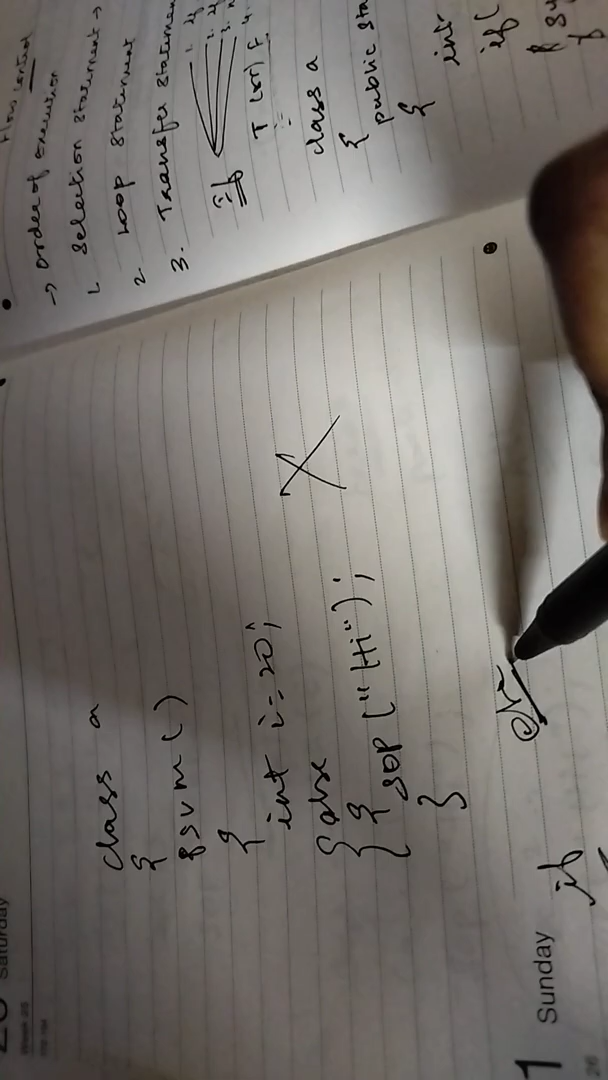 Flow control
→ order of execution
1. Selection Statement →
2. Loop Statement
3. Transfer Statement
if
T (or) F
class a
{
public sta
{
int
if(
class a
{
psvm()
{
int i=20;
{ else
{ {
sop("Hi");
}
X
Saturday
1 Sunday
if